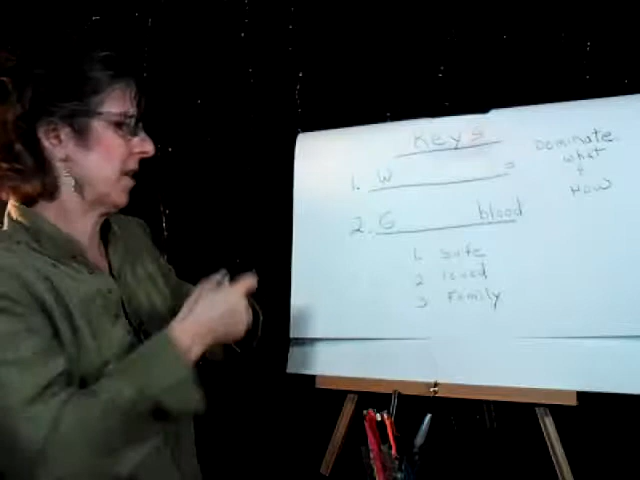 Keys
1. W =
2. G blood
1 Safe
2 loved
3 Family
Dominate
what
&
How